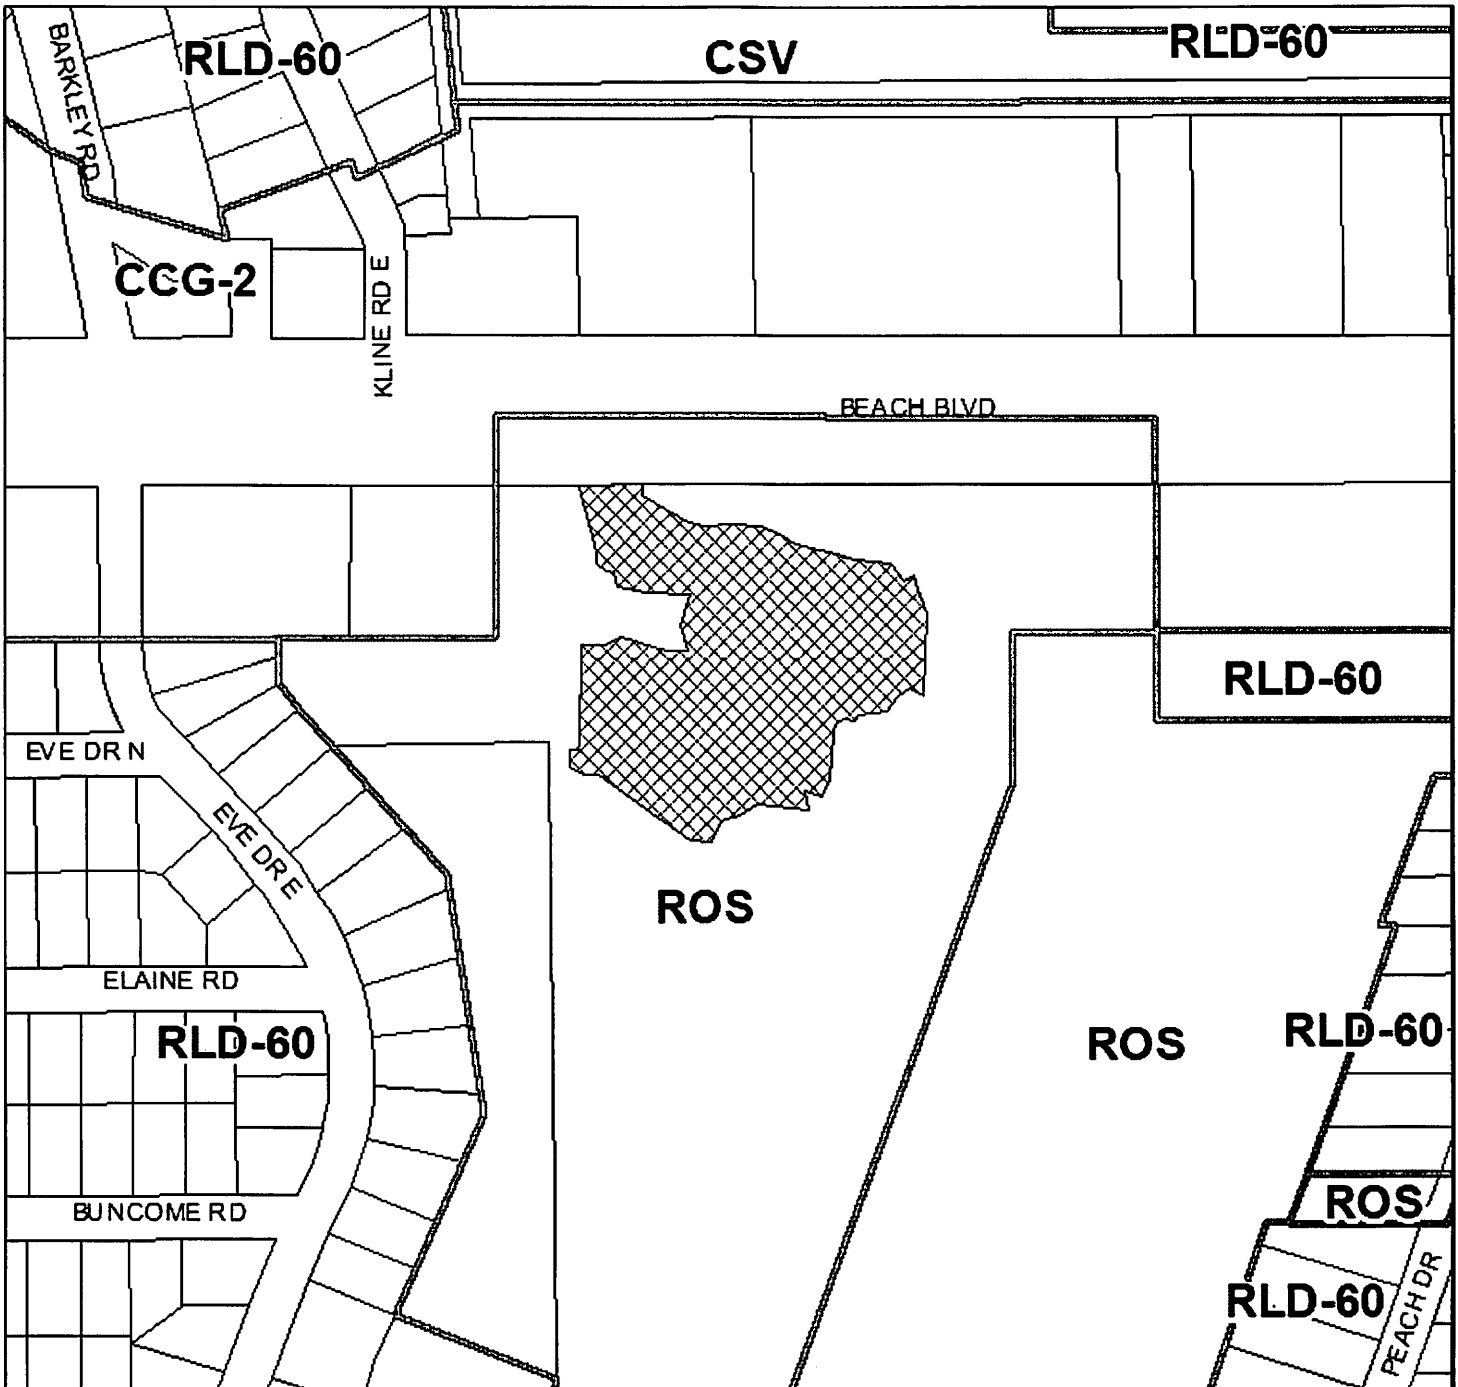 BARKLEY RD
RLD-60
CSV
RLD-60
CCG-2
KLINE RD E
BEACH BLVD
RLD-60
EVE DR N
EVE DR E
ROS
ELAINE RD
RLD-60
ROS
RLD-60
BUNCOME RD
ROS
RLD-60
PEACH DR